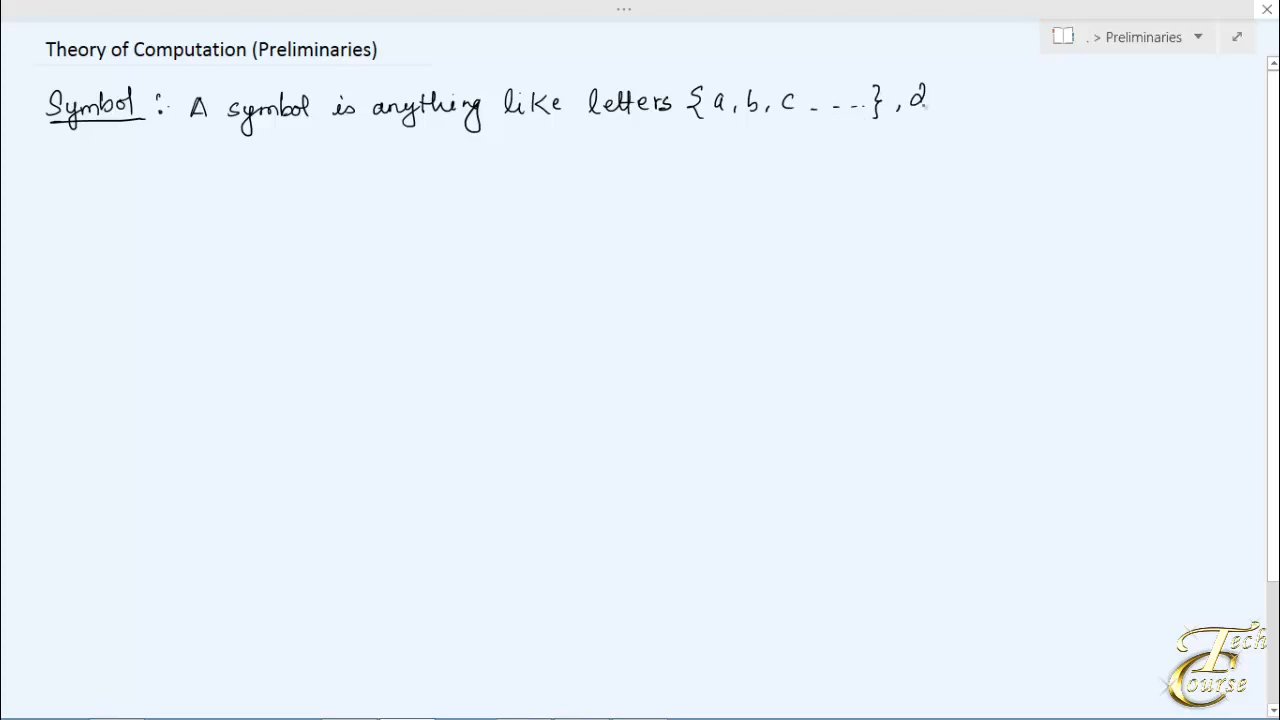 . > Preliminaries
Theory of Computation (Preliminaries)
Symbol :- A symbol is anything like letters {a, b, c - - - ..}, d
Tech
Course